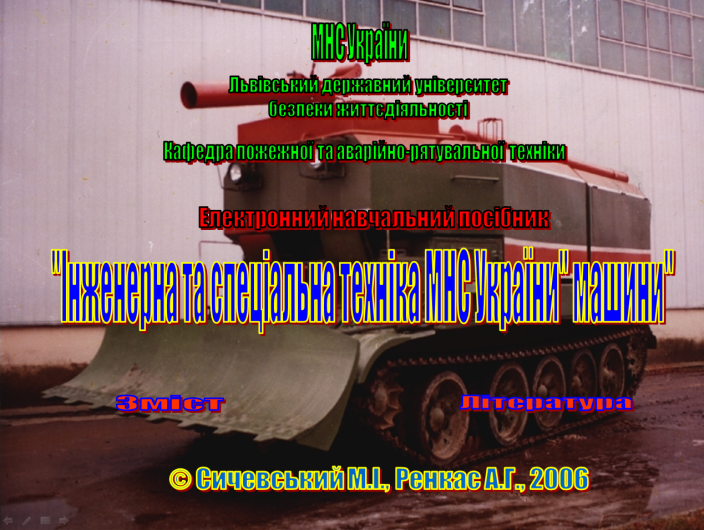 МНС України
Львівський державний університет
безпеки життєдіяльності
Кафедра пожежної та аварійно-рятувальної техніки
Електронний навчальний посібник
"Інженерна та спеціальна техніка МНС України" машини"
Зміст
Література
© Сичевський М.І., Ренкас А.Г., 2006